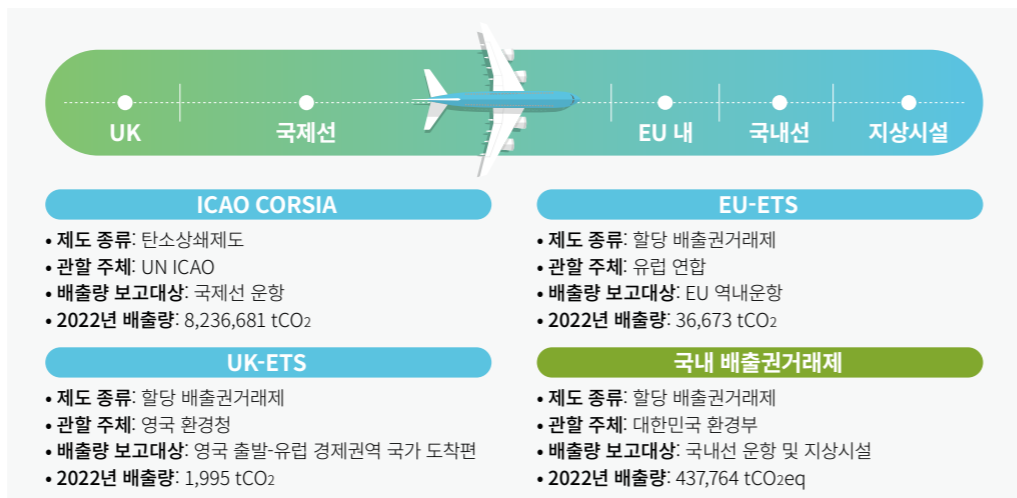 UK
국제선
EU 내
국내선
지상시설
ICAO CORSIA
• 제도 종류: 탄소상쇄제도
• 관할 주체: UN ICAO
• 배출량 보고대상: 국제선 운항
• 2022년 배출량: 8,236,681 tCO2
EU-ETS
• 제도 종류: 할당 배출권거래제
• 관할 주체: 유럽 연합
• 배출량 보고대상: EU 역내운항
• 2022년 배출량: 36,673 tCO2
UK-ETS
• 제도 종류: 할당 배출권거래제
• 관할 주체: 영국 환경청
• 배출량 보고대상: 영국 출발-유럽 경제권역 국가 도착편
• 2022년 배출량: 1,995 tCO2
국내 배출권거래제
• 제도 종류: 할당 배출권거래제
• 관할 주체: 대한민국 환경부
• 배출량 보고대상: 국내선 운항 및 지상시설
• 2022년 배출량: 437,764 tCO2eq